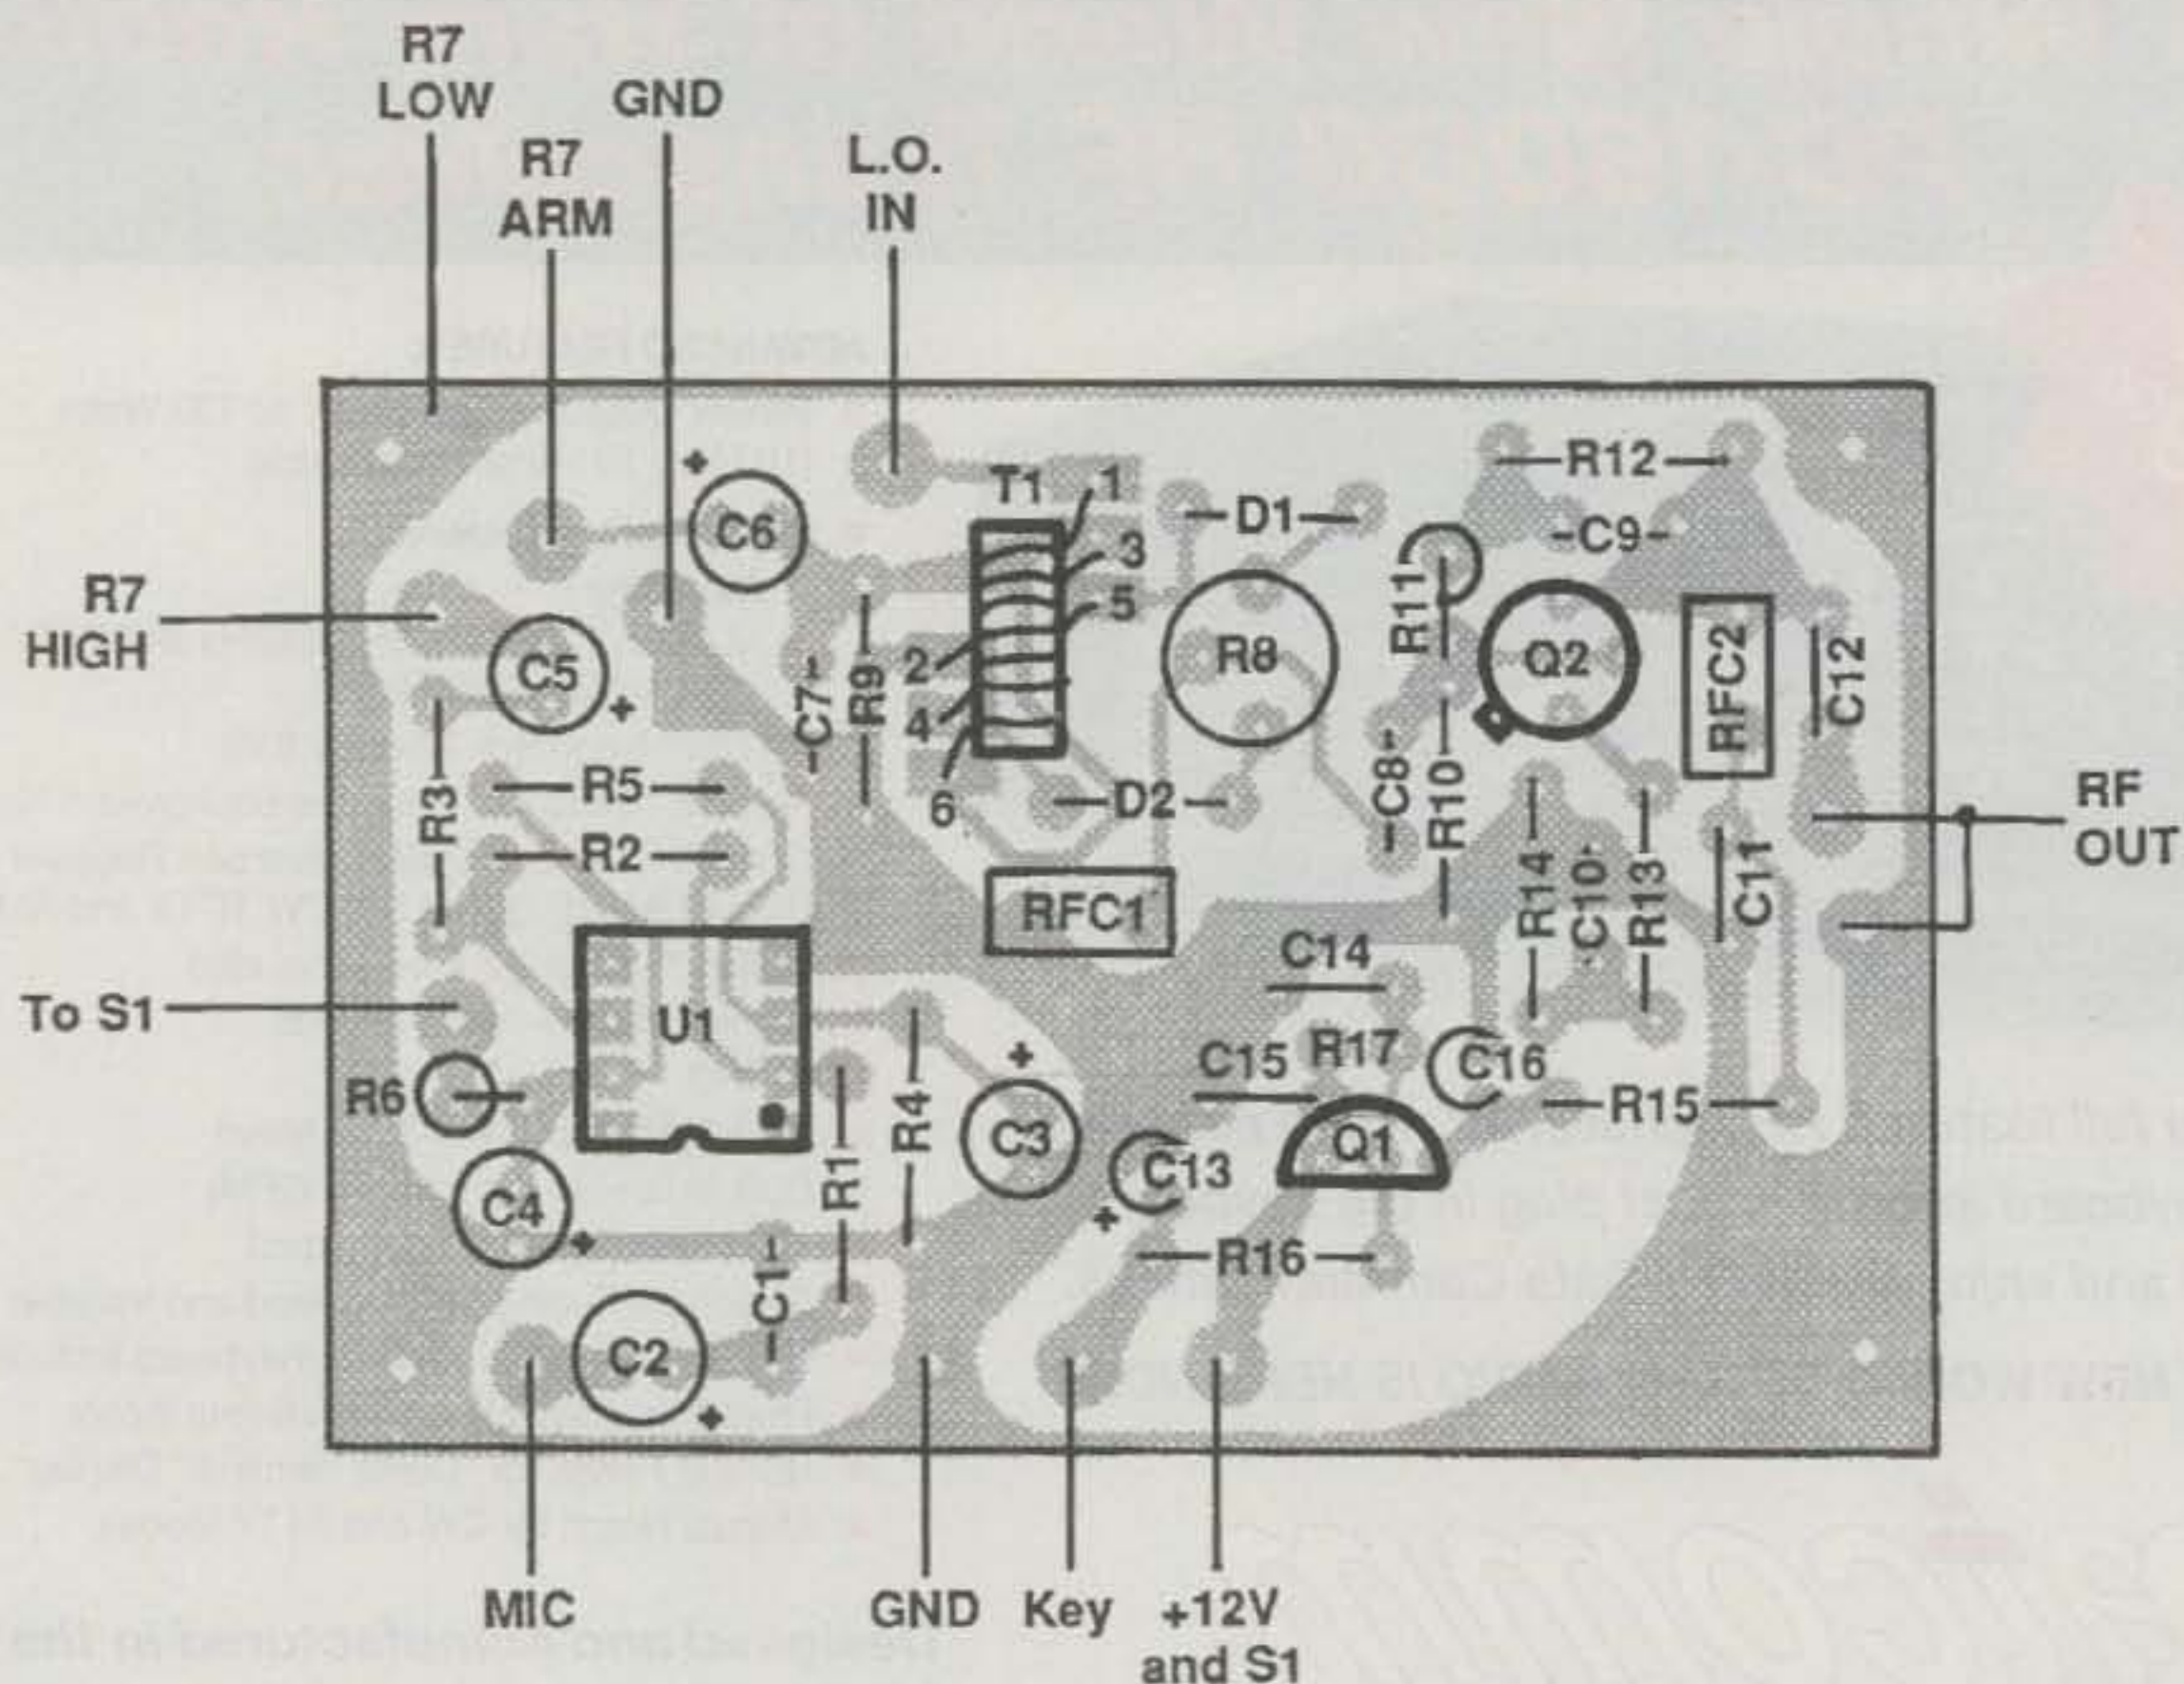 R7
LOW
GND
R7
ARM
L.O.
IN
T1
1
R12
C6
D1
3
C9
R7
HIGH
5
R11
C5
2
R8
Q2
RFC2
C12
C7
R9
4
R3
R5
6
D2
C8
R10
RF
OUT
R2
R14
C10
R13
C11
RFC1
C14
To S1
U1
C15
R17
C16
R6
R4
R15
C3
Q1
C13
R1
C4
R16
C1
C2
MIC
GND
Key
+12V
and S1